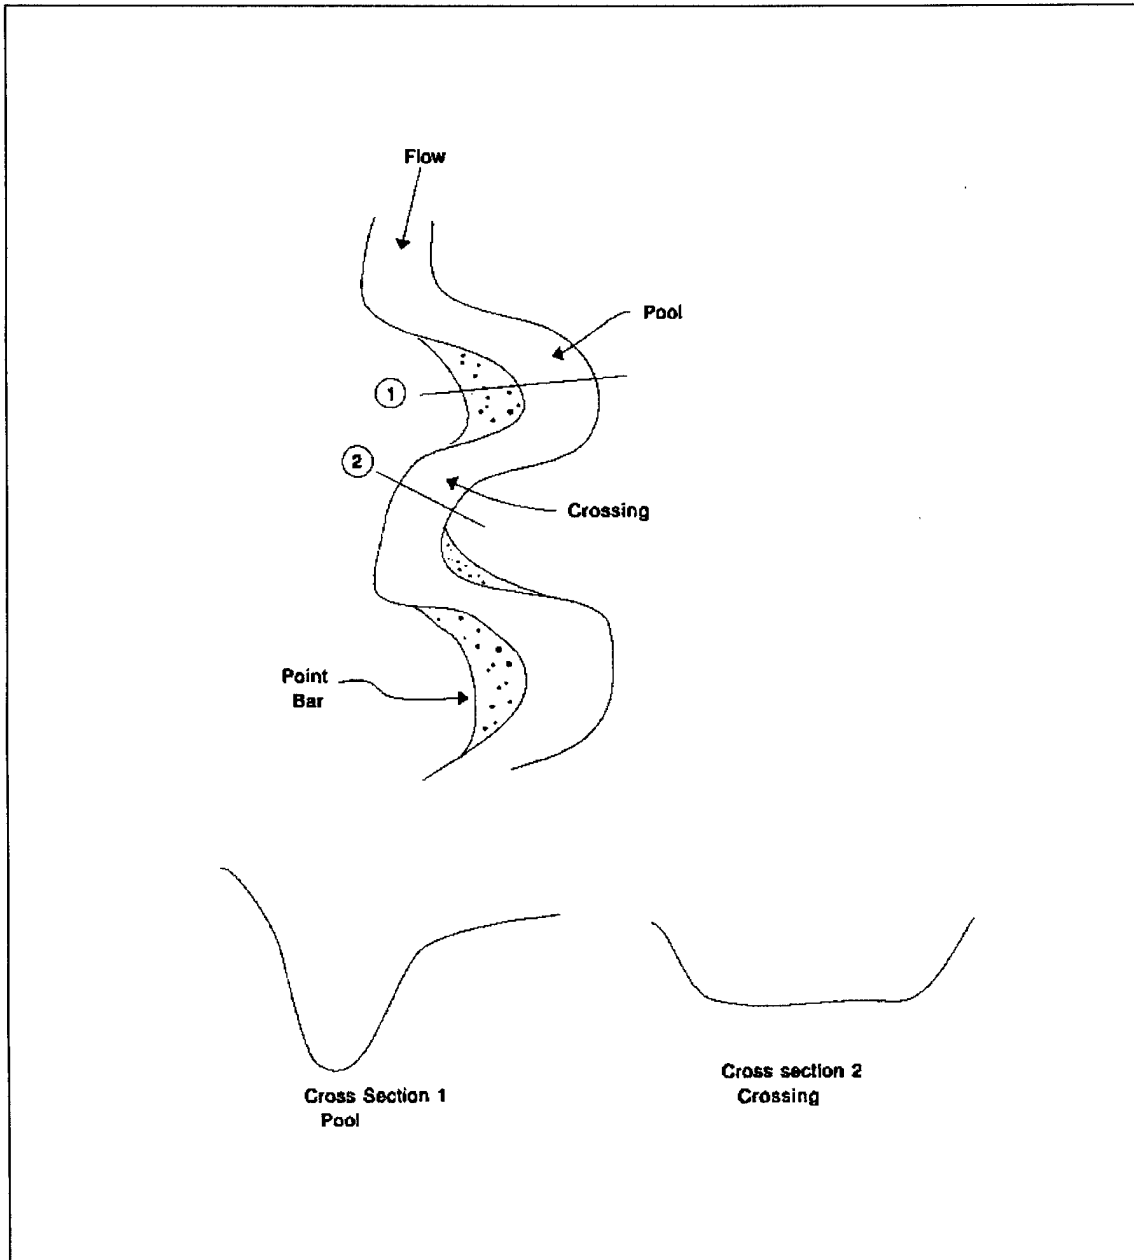 Flow
Pool
1
2
Crossing
Point
Bar
Cross Section 1
Pool
Cross section 2
Crossing